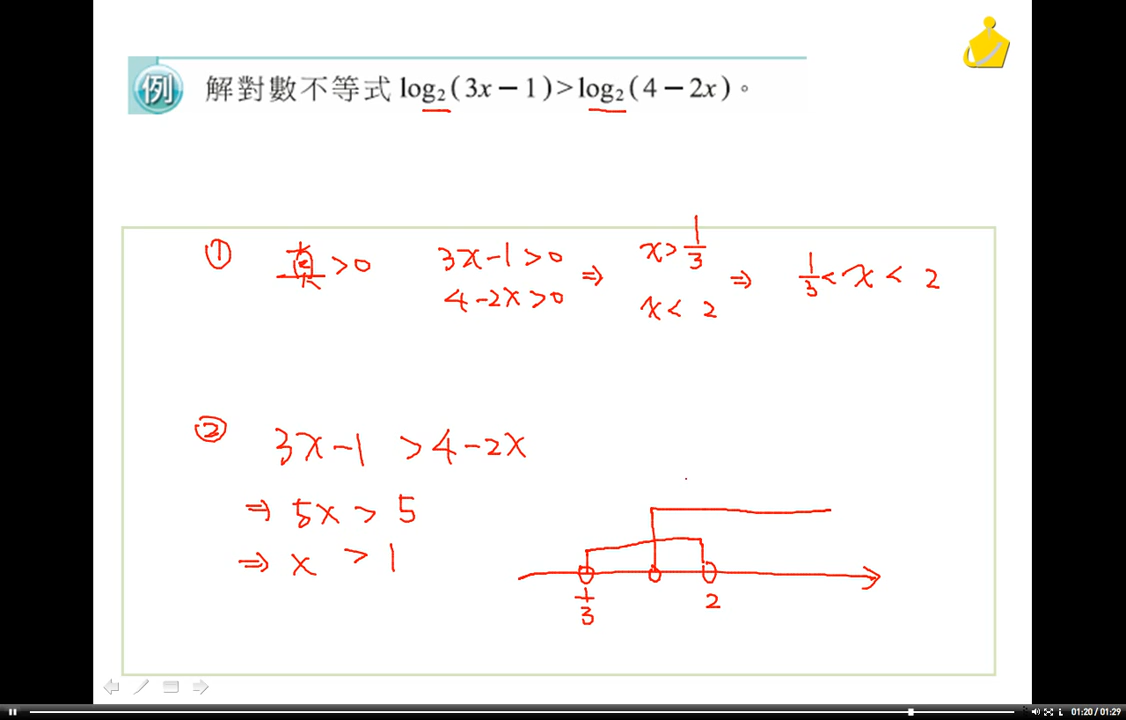 例 解對數不等式 log₂(3x－1)>log₂(4－2x)。
① 真>0 3x-1>0 ⇒ x>1/3 ⇒ 1/3<x<2
4-2x>0 x<2
② 3x-1>4-2x
⇒ 5x>5
⇒ x>1
1/3 2
01:20 / 01:29